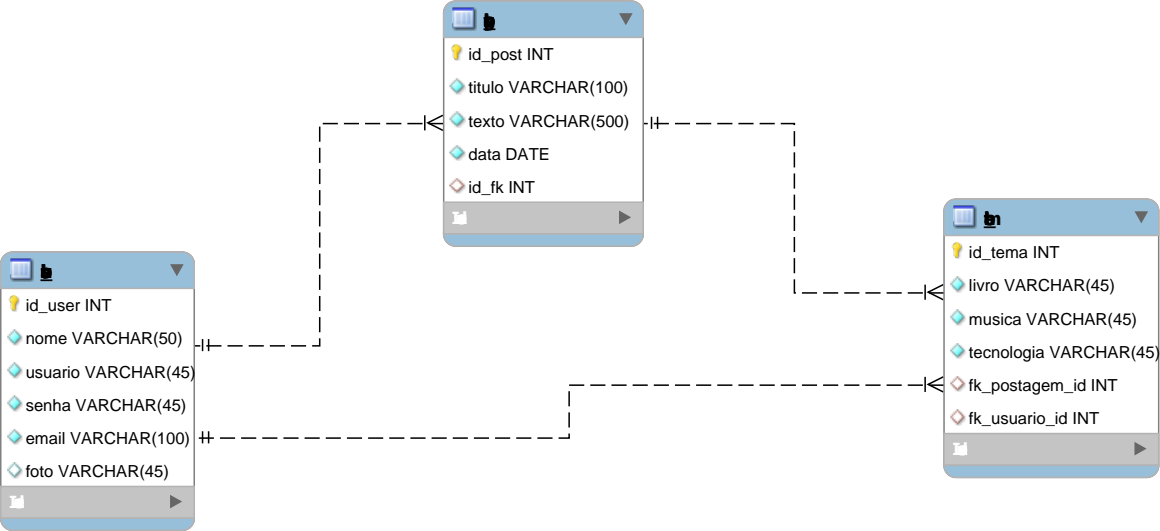 id_post INT
titulo VARCHAR(100)
texto VARCHAR(500)
data DATE
id_fk INT
id_tema INT
livro VARCHAR(45)
musica VARCHAR(45)
tecnologia VARCHAR(45)
fk_postagem_id INT
fk_usuario_id INT
id_user INT
nome VARCHAR(50)
usuario VARCHAR(45)
senha VARCHAR(45)
email VARCHAR(100)
foto VARCHAR(45)